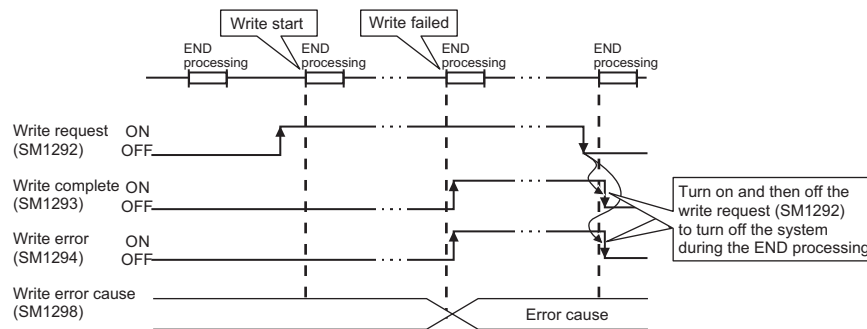 Write start
Write failed
END
processing
END
processing
END
processing
END
processing
Write request ON
(SM1292) OFF
Write complete ON
(SM1293) OFF
Write error ON
(SM1294) OFF
Write error cause
(SM1298)
Error cause
Turn on and then off the
write request (SM1292)
to turn off the system
during the END processing